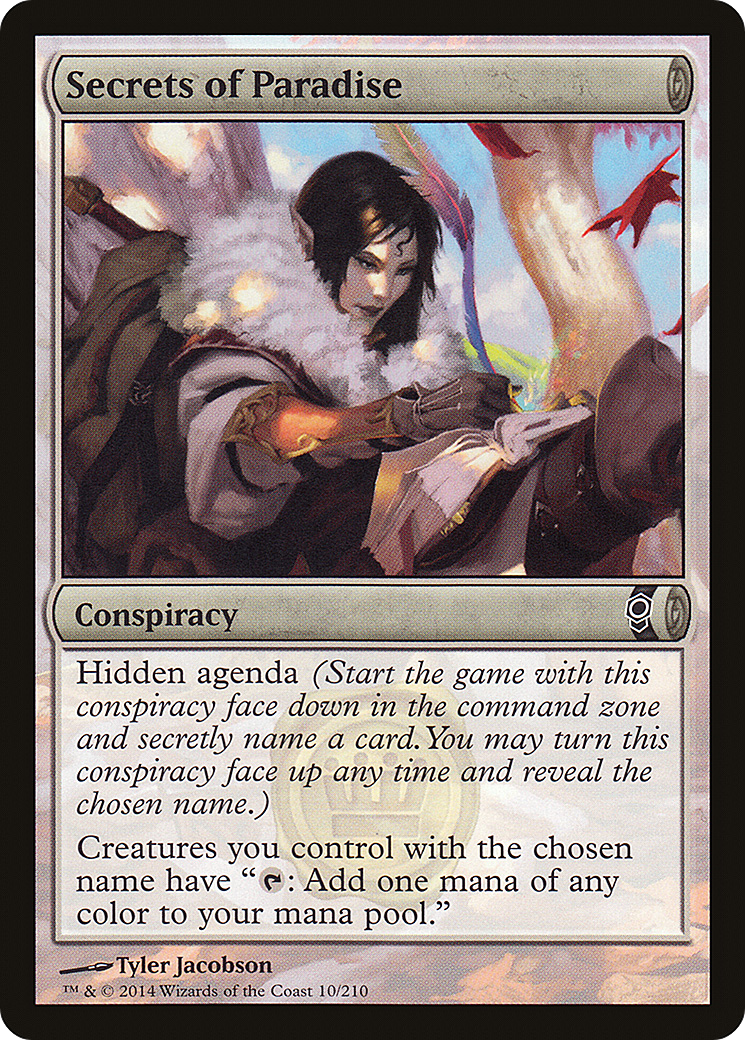 Secrets of Paradise
Conspiracy
Hidden agenda (Start the game with this
conspiracy face down in the command zone
and secretly name a card. You may turn this
conspiracy face up any time and reveal the
chosen name.)
Creatures you control with the chosen
name have “: Add one mana of any
color to your mana pool.”
Tyler Jacobson
™ & © 2014 Wizards of the Coast 10/210